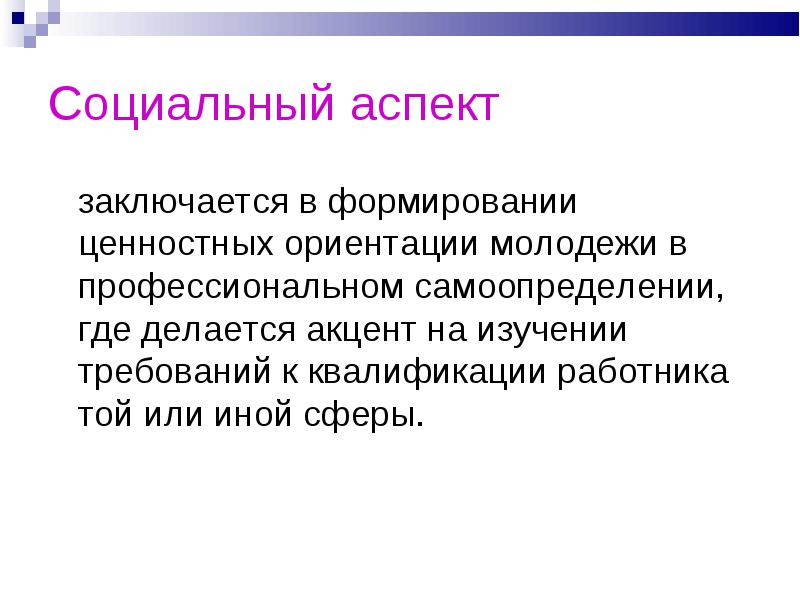 Социальный аспект
заключается в формировании
ценностных ориентации молодежи в
профессиональном самоопределении,
где делается акцент на изучении
требований к квалификации работника
той или иной сферы.